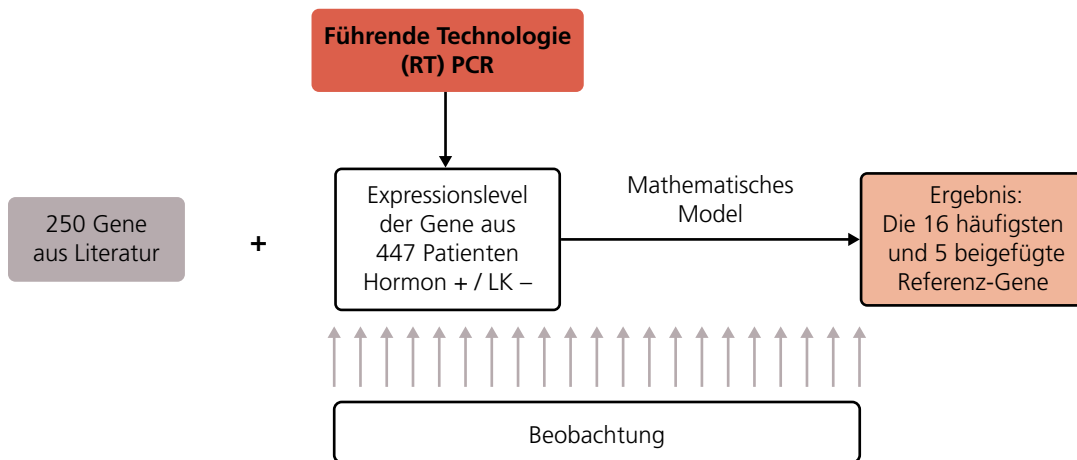 Führende Technologie
(RT) PCR
250 Gene
aus Literatur
+
Expressionslevel
der Gene aus
447 Patienten
Hormon + / LK –
Mathematisches
Model
Ergebnis:
Die 16 häufigsten
und 5 beigefügte
Referenz-Gene
Beobachtung